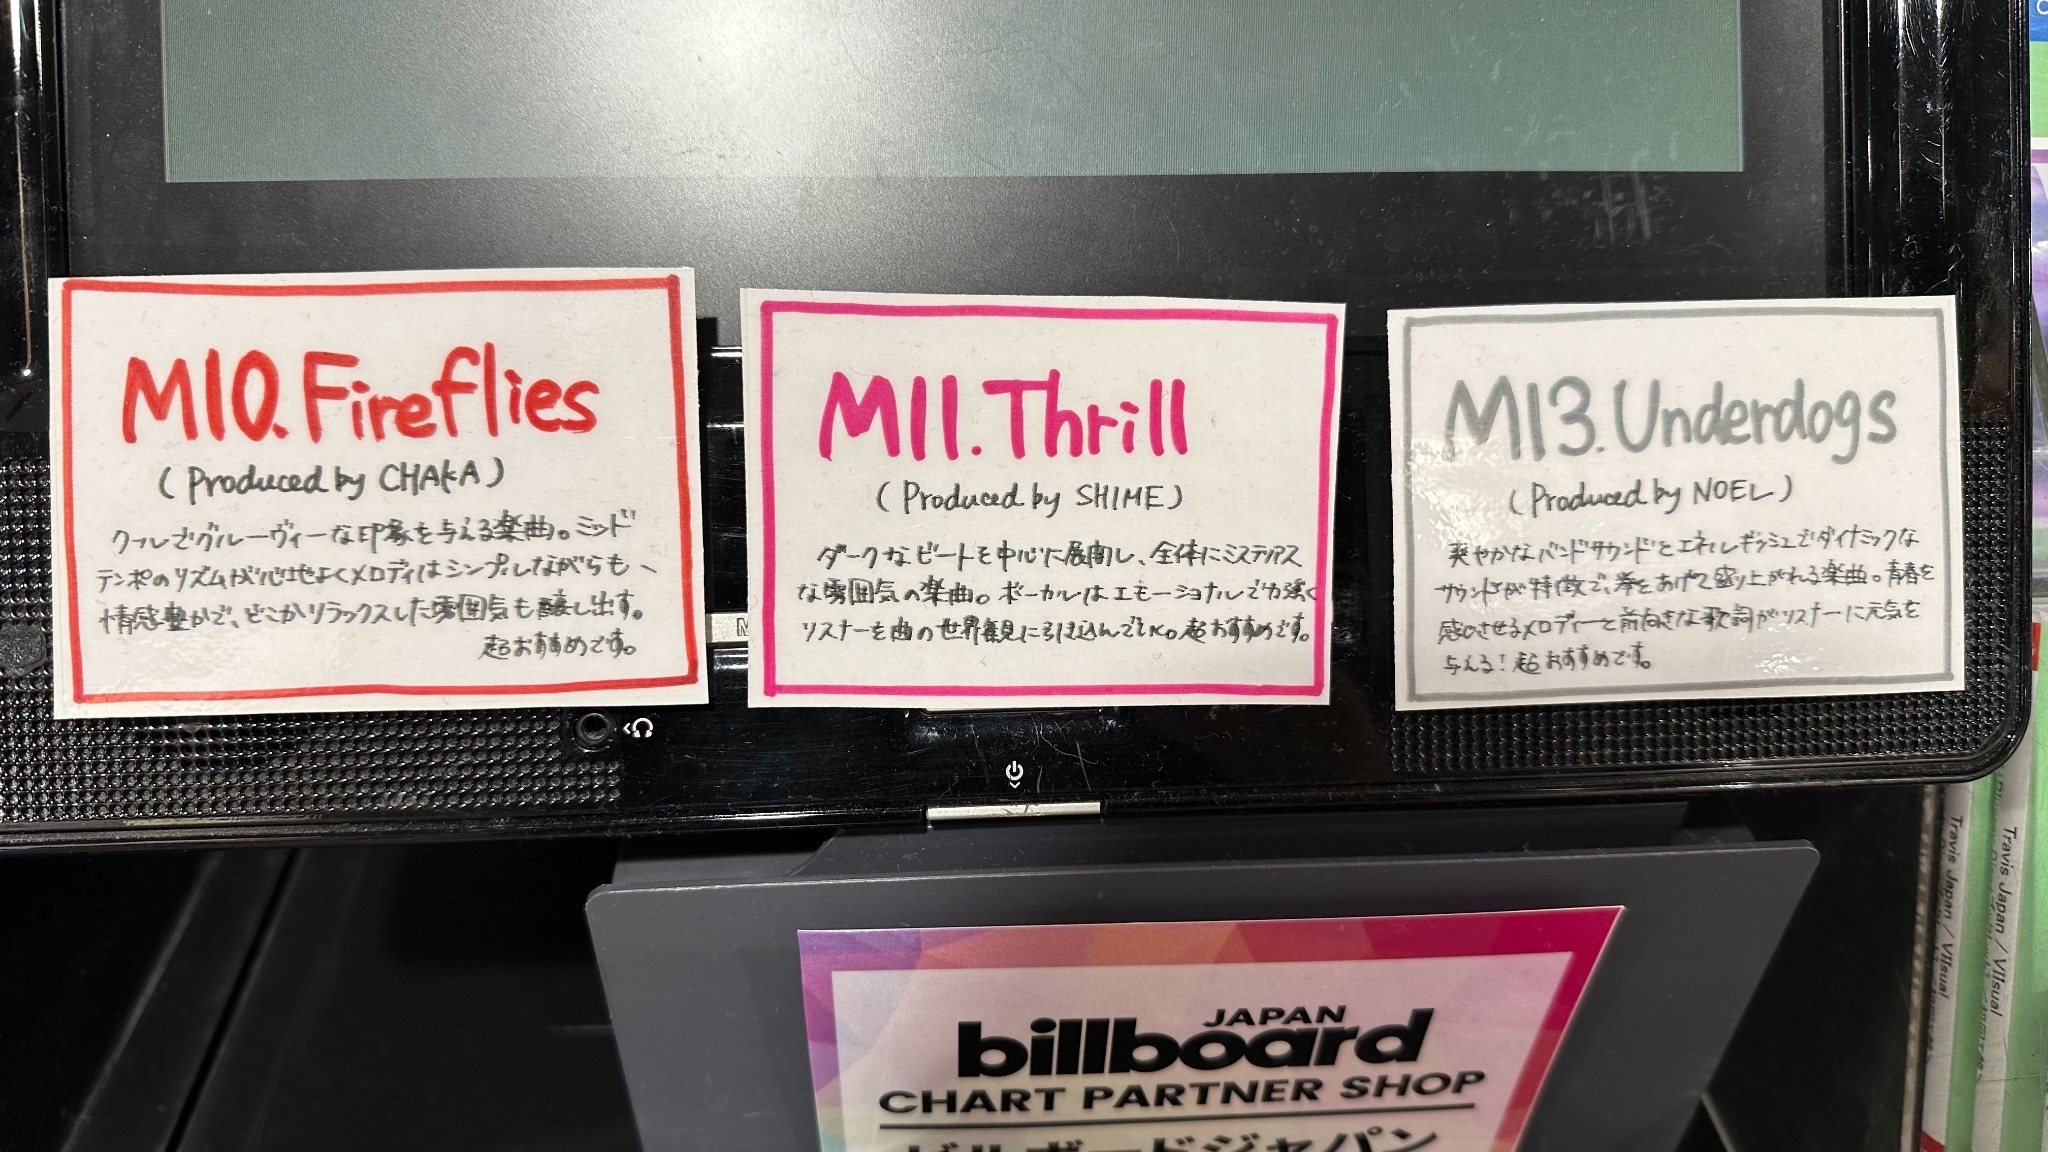 M10.Fireflies
(Produced by CHAKA)
クールでグルーヴィーな印象を与える楽曲。ミッド
テンポのリズムが心地よくメロディはシンプルながらも、
情感豊かで、どこかリラックスした雰囲気も醸し出す。
超おすすめです。
M11.Thrill
(Produced by SHIME)
ダークなビートを中心に展開し、全体にミステリアス
な雰囲気の楽曲。ボーカルはエモーショナルで力強く
リスナーを曲の世界観に引き込んでいく。超おすすめです。
M13.Underdogs
(Produced by NOEL)
爽やかなバンドサウンドとエネルギッシュでダイナミックな
サウンドが特徴で、拳をあげて盛り上がれる楽曲。青春を
感じさせるメロディーと前向きな歌詞がリスナーに元気を
与える!超おすすめです。
JAPAN
billboard
CHART PARTNER SHOP
ビルボードジャパン
Travis Japan / VIIsual
Travis Japan / VIIsual